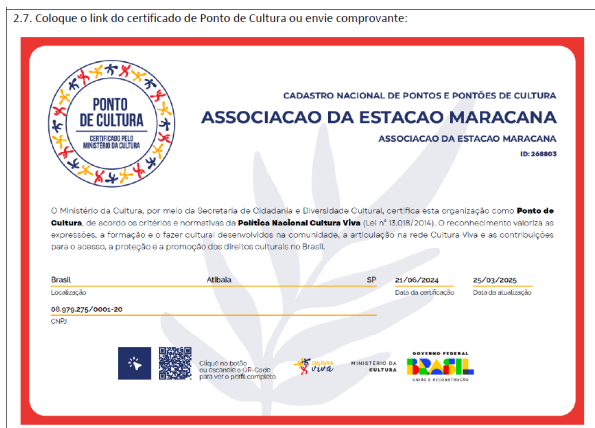 2.7. Coloque o link do certificado de Ponto de Cultura ou envie comprovante:
PONTO
DE CULTURA
CERTIFICADO PELO
MINISTÉRIO DA CULTURA
CADASTRO NACIONAL DE PONTOS E PONTÕES DE CULTURA
ASSOCIACAO DA ESTACAO MARACANA
ASSOCIACAO DA ESTACAO MARACANA
ID: 268803
O Ministério da Cultura, por meio da Secretaria de Cidadania e Diversidade Cultural, certifica esta organização como Ponto de
Cultura, de acordo os critérios e normativas da Política Nacional Cultura Viva (Lei nº 13.018/2014). O reconhecimento valoriza as
expressões, a formação e o fazer cultural desenvolvidos na comunidade, a articulação na rede Cultura Viva e as contribuições
para o acesso, a proteção e a promoção dos direitos culturais no Brasil.
Brasil Atibaia SP 21/06/2024 25/03/2025
Localização Data da certificação Data da atualização
08.979.275/0001-20
CNPJ
Clique no botão
ou escaneie o QR-Code
para ver o perfil completo.
CULTURA
viva
MINISTÉRIO DA
CULTURA
GOVERNO FEDERAL
BRASIL
UNIÃO E RECONSTRUÇÃO